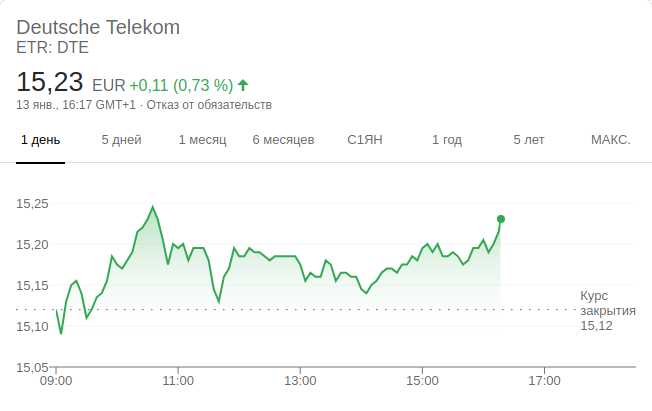 Deutsche Telekom
ETR: DTE
15,23 EUR +0,11 (0,73 %)
13 янв., 16:17 GMT+1 · Отказ от обязательств
1 день 5 дней 1 месяц 6 месяцев С1ЯН 1 год 5 лет МАКС.
15,25
15,20
15,15
Курс
закрытия
15,12
15,10
15,05
09:00 11:00 13:00 15:00 17:00